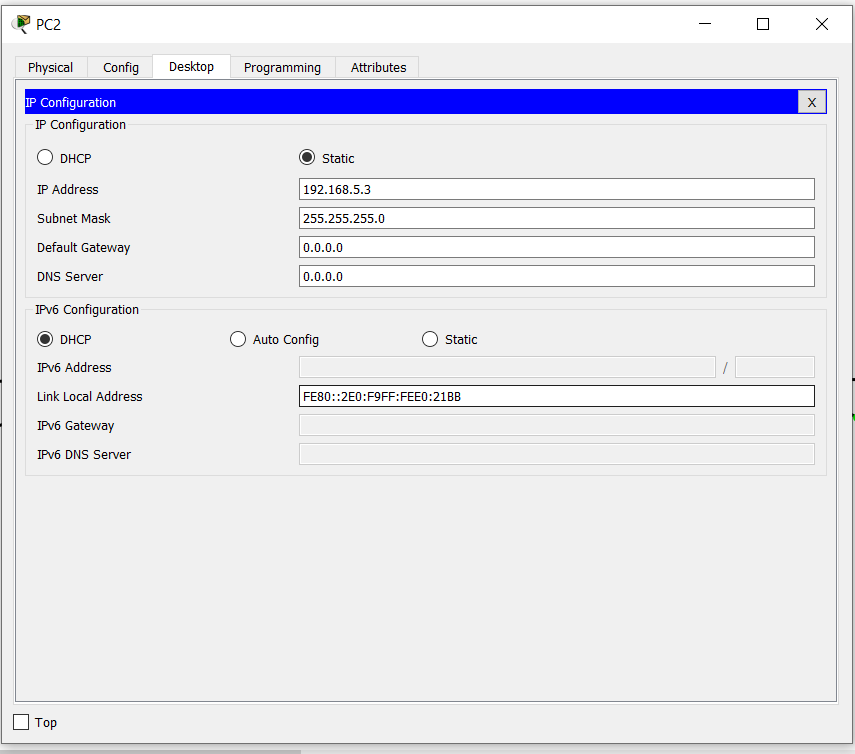 PC2
Physical Config Desktop Programming Attributes
IP Configuration X
IP Configuration
DHCP Static
IP Address 192.168.5.3
Subnet Mask 255.255.255.0
Default Gateway 0.0.0.0
DNS Server 0.0.0.0
IPv6 Configuration
DHCP Auto Config Static
IPv6 Address /
Link Local Address FE80::2E0:F9FF:FEE0:21BB
IPv6 Gateway
IPv6 DNS Server
Top